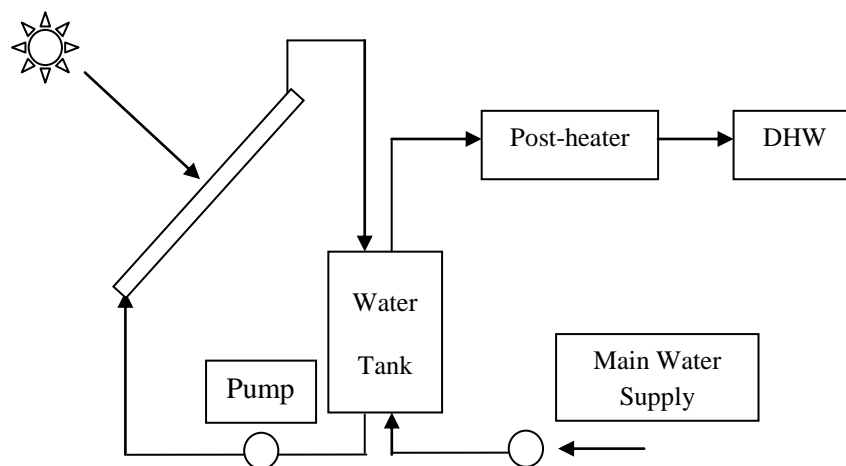 Post-heater
DHW
Water
Tank
Main Water
Supply
Pump